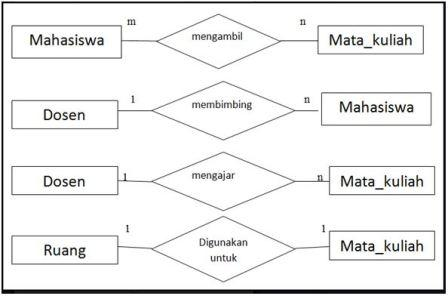 m n
Mahasiswa mengambil Mata_kuliah
1 n
Dosen membimbing Mahasiswa
Dosen 1 mengajar n Mata_kuliah
1 1
Ruang Digunakan Mata_kuliah
untuk